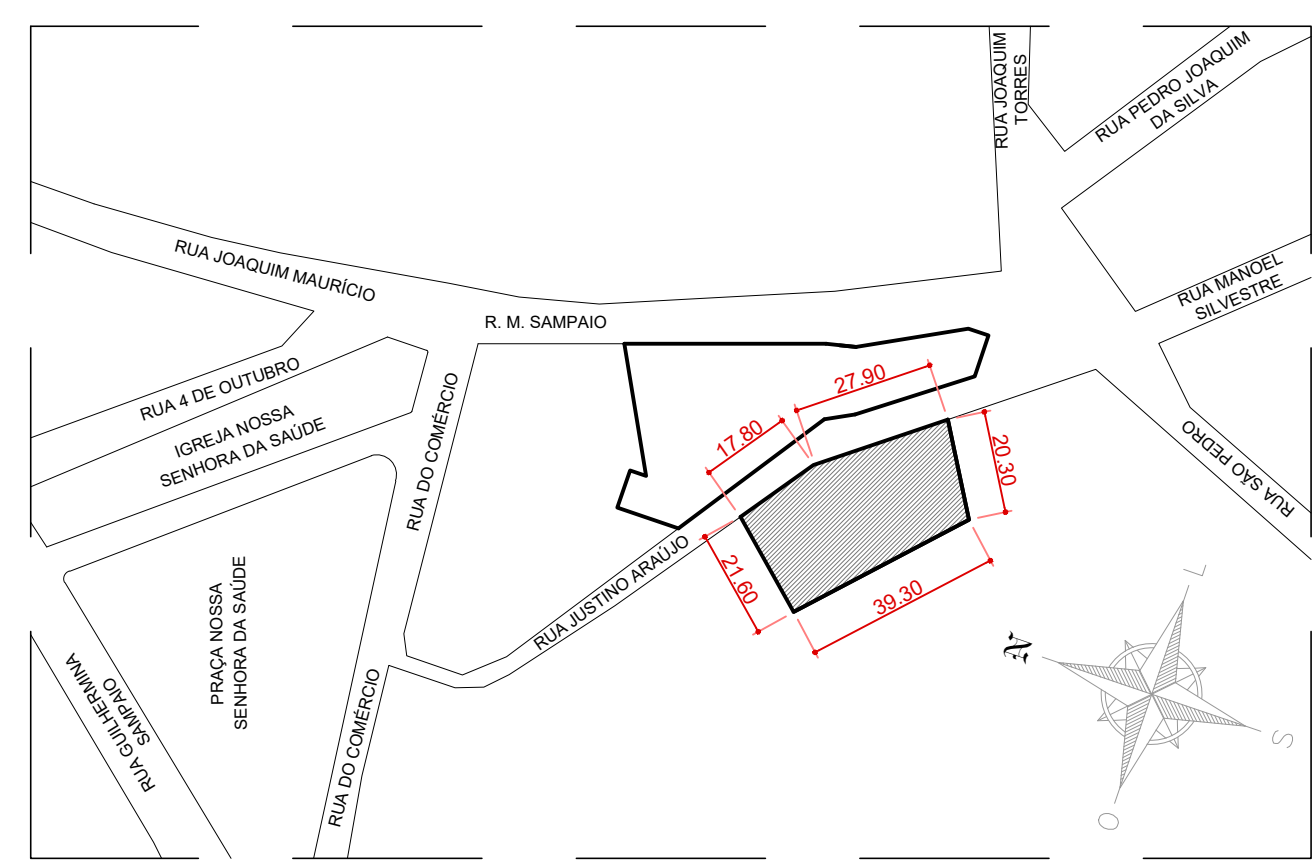 RUA JOAQUIM
TORRES
RUA PEDRO JOAQUIM
DA SILVA
RUA JOAQUIM MAURÍCIO
RUA MANOEL
SILVESTRE
R. M. SAMPAIO
RUA 4 DE OUTUBRO
IGREJA NOSSA
SENHORA DA SAÚDE
RUA DO COMÉRCIO
27.90
17.80
20.30
RUA SÃO PEDRO
21.60
39.30
RUA JUSTINO ARAÚJO
PRAÇA NOSSA
SENHORA DA SAÚDE
RUA GUILHERMINA
SAMPAIO
RUA DO COMÉRCIO
L
N
S
O